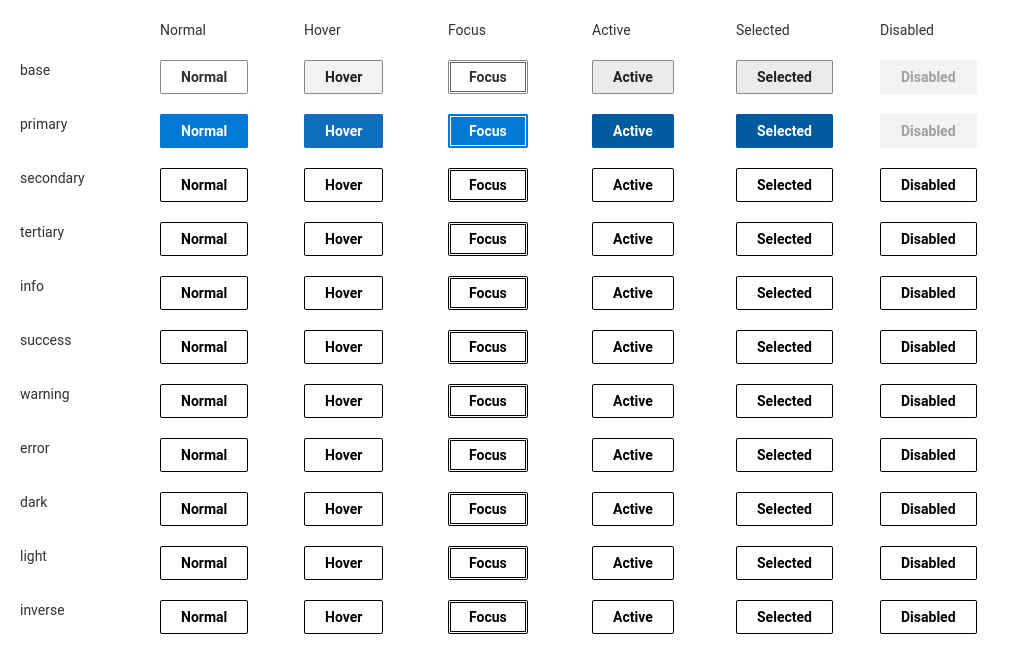 Normal Hover Focus Active Selected Disabled
base Normal Hover Focus Active Selected Disabled
primary Normal Hover Focus Active Selected Disabled
secondary Normal Hover Focus Active Selected Disabled
tertiary Normal Hover Focus Active Selected Disabled
info Normal Hover Focus Active Selected Disabled
success Normal Hover Focus Active Selected Disabled
warning Normal Hover Focus Active Selected Disabled
error Normal Hover Focus Active Selected Disabled
dark Normal Hover Focus Active Selected Disabled
light Normal Hover Focus Active Selected Disabled
inverse Normal Hover Focus Active Selected Disabled